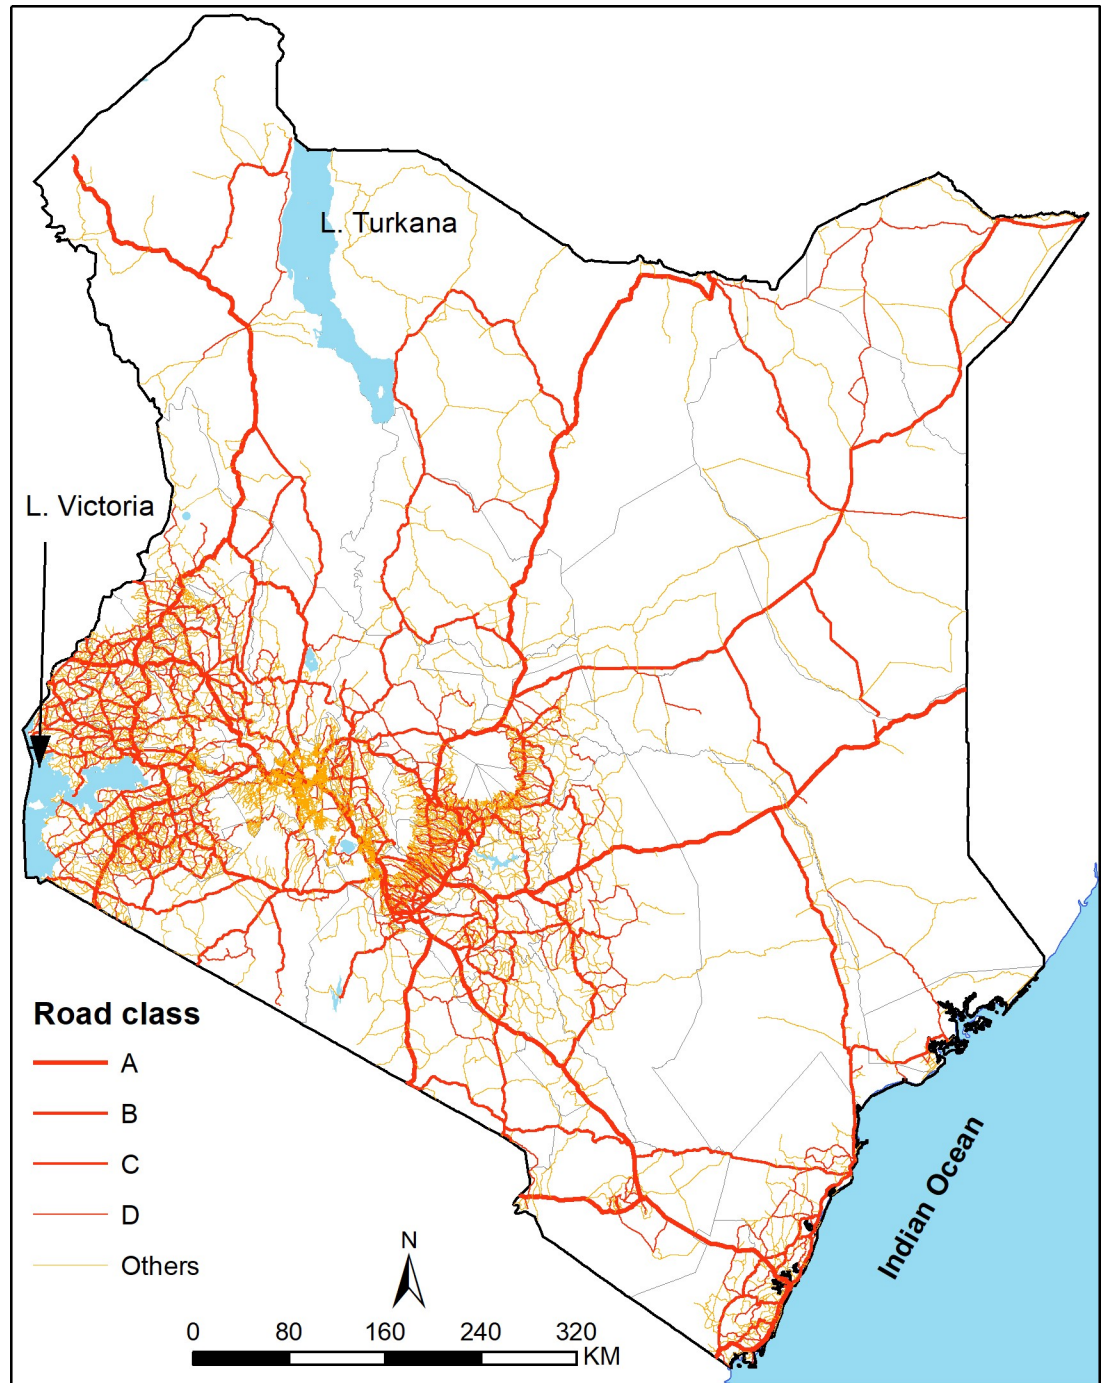 L. Turkana
L. Victoria
Road class
A
B
C
D
Others
Indian Ocean
N
0 80 160 240 320
KM